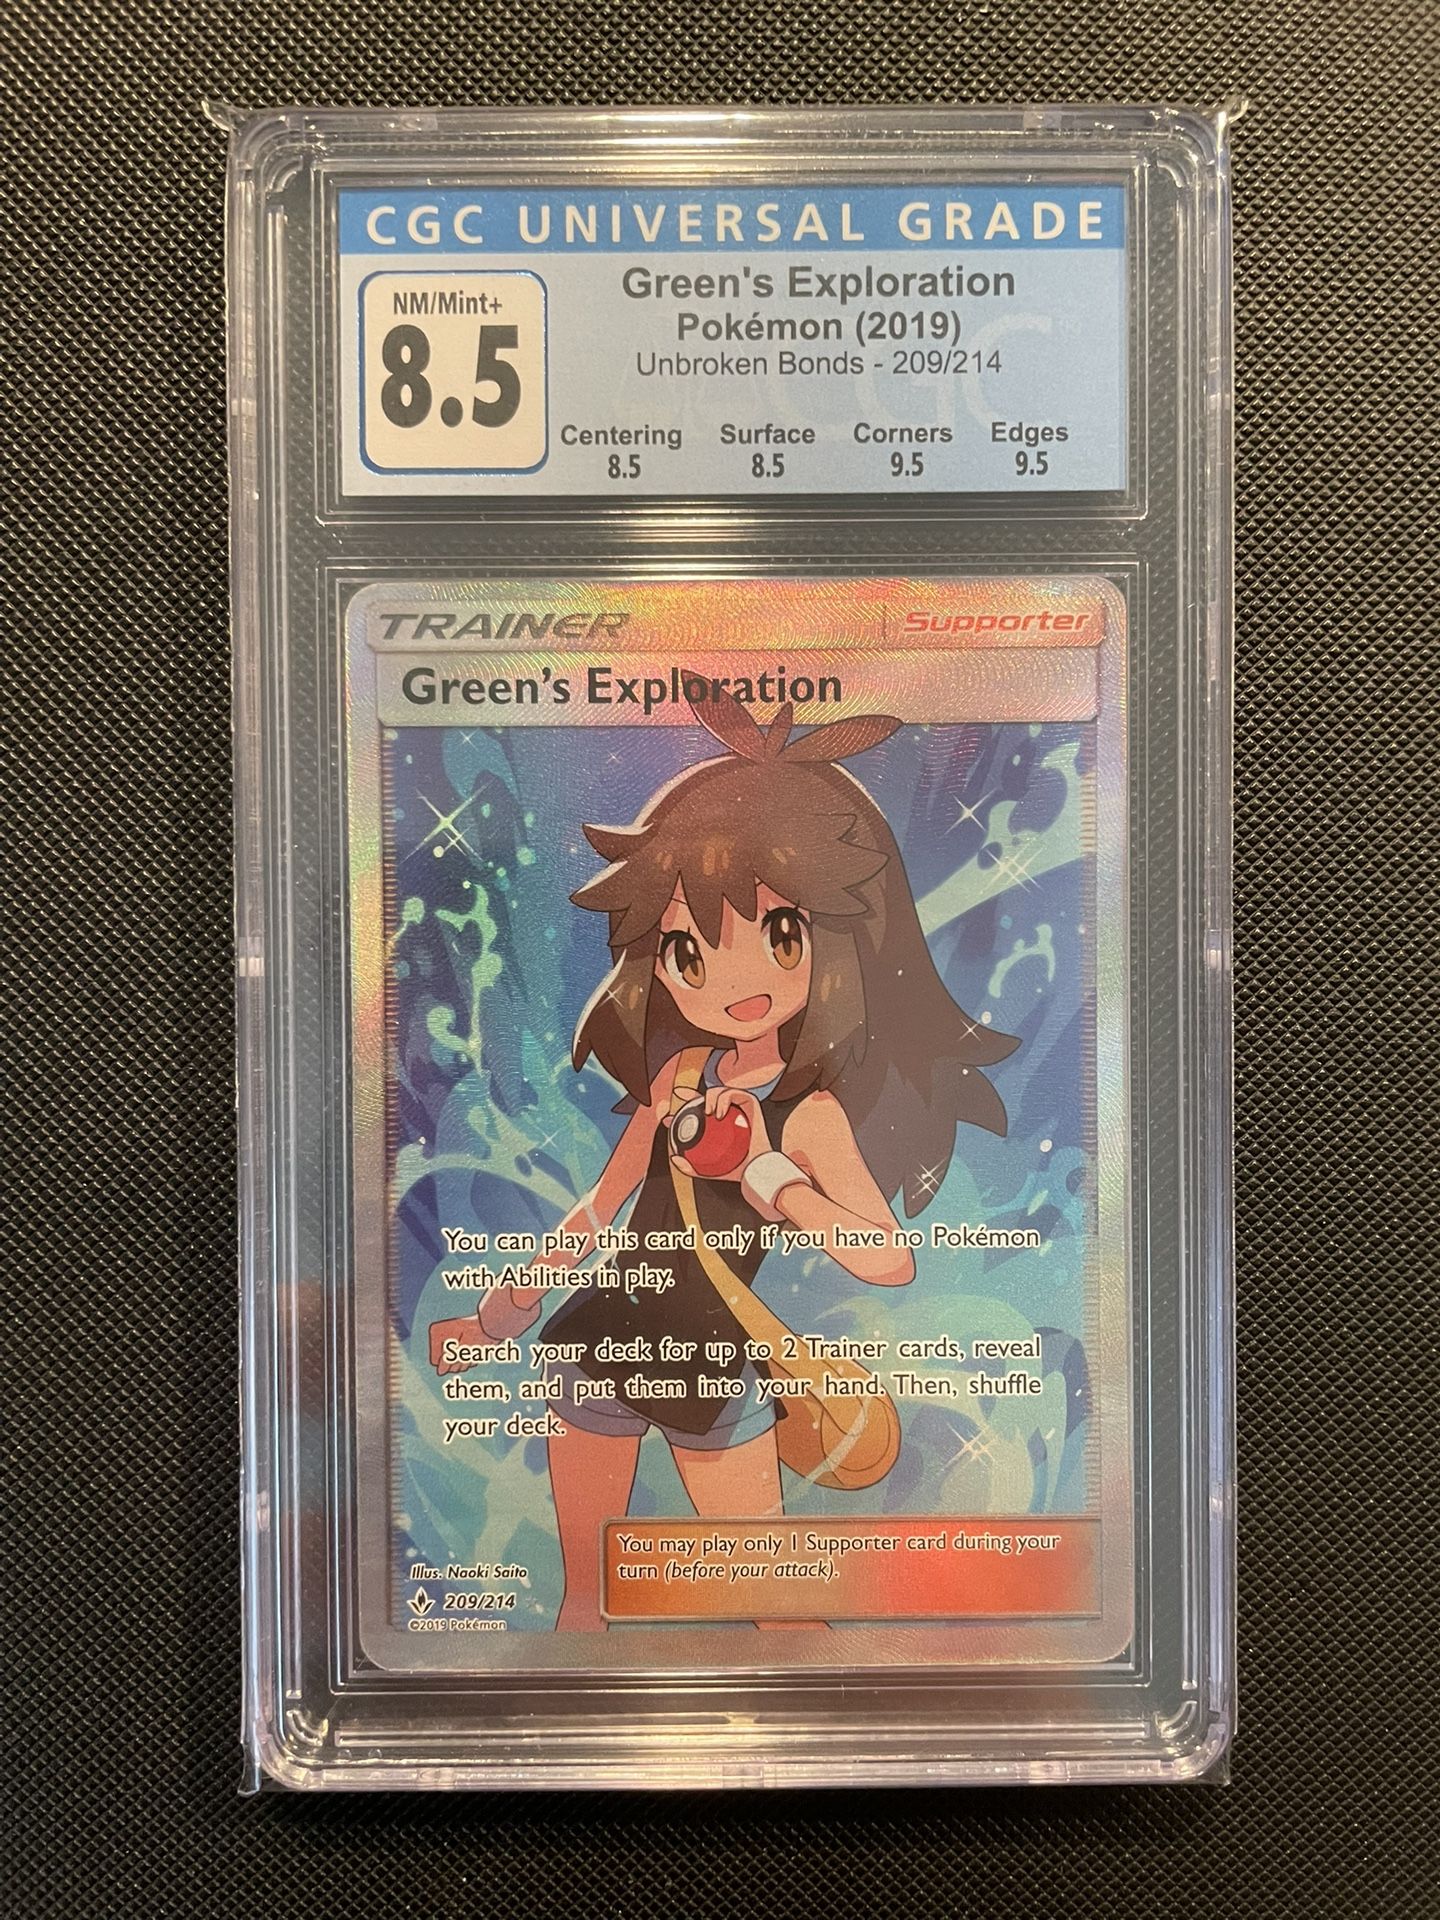 CGC UNIVERSAL GRADE
NM/Mint+
8.5
Green's Exploration
Pokémon (2019)
Unbroken Bonds - 209/214
Centering Surface Corners Edges
8.5 8.5 9.5 9.5
TRAINER Supporter
Green's Exploration
You can play this card only if you have no Pokémon
with Abilities in play.
Search your deck for up to 2 Trainer cards, reveal
them, and put them into your hand. Then, shuffle
your deck.
You may play only 1 Supporter card during your
turn (before your attack).
Illus. Naoki Saito
209/214
©2019 Pokémon